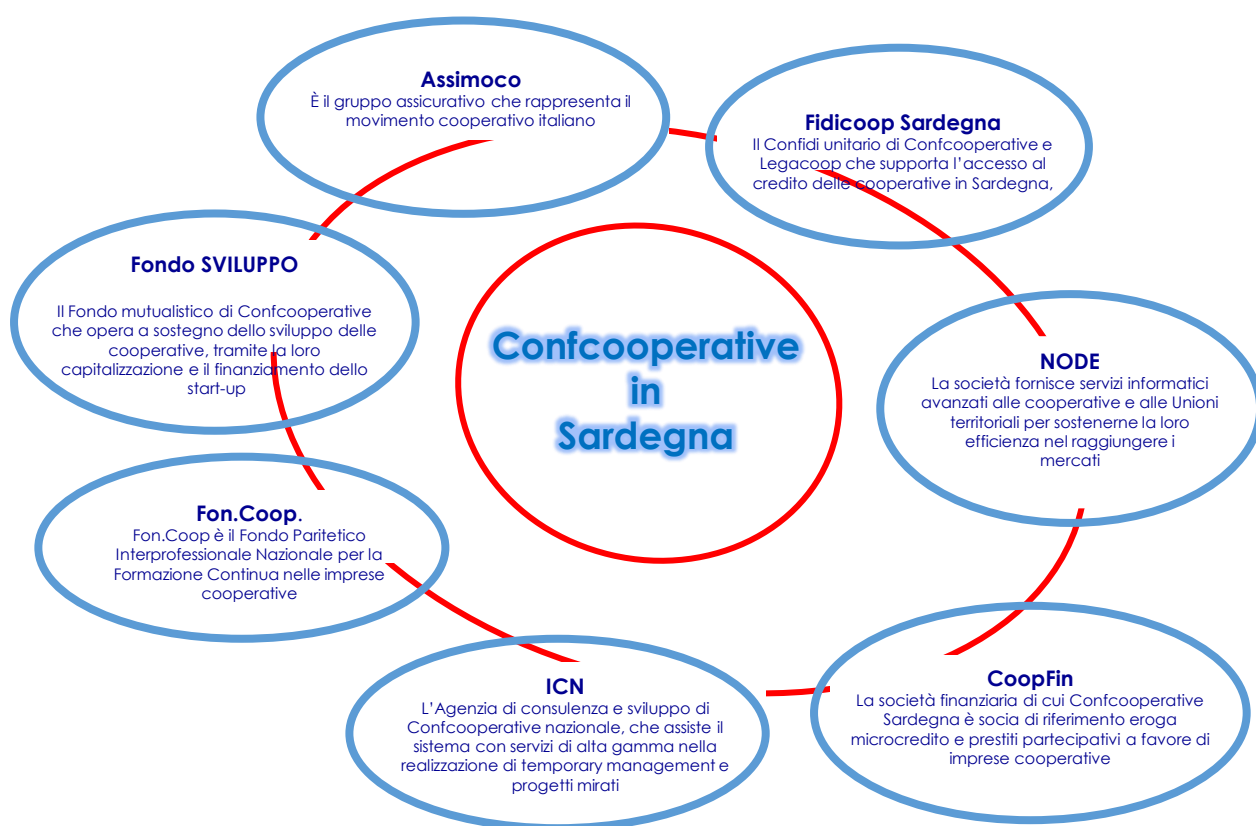 Assimoco
È il gruppo assicurativo che rappresenta il
movimento cooperativo italiano
Fidicoop Sardegna
Il Confidi unitario di Confcooperative e
Legacoop che supporta l’accesso al
credito delle cooperative in Sardegna,
Fondo SVILUPPO
Il Fondo mutualistico di Confcooperative
che opera a sostegno dello sviluppo delle
cooperative, tramite la loro
capitalizzazione e il finanziamento dello
start-up
Confcooperative
in
Sardegna
NODE
La società fornisce servizi informatici
avanzati alle cooperative e alle Unioni
territoriali per sostenerne la loro
efficienza nel raggiungere i
mercati
Fon.Coop.
Fon.Coop è il Fondo Paritetico
Interprofessionale Nazionale per la
Formazione Continua nelle imprese
cooperative
ICN
L’Agenzia di consulenza e sviluppo di
Confcooperative nazionale, che assiste il
sistema con servizi di alta gamma nella
realizzazione di temporary management e
progetti mirati
CoopFin
La società finanziaria di cui Confcooperative
Sardegna è socia di riferimento eroga
microcredito e prestiti partecipativi a favore di
imprese cooperative